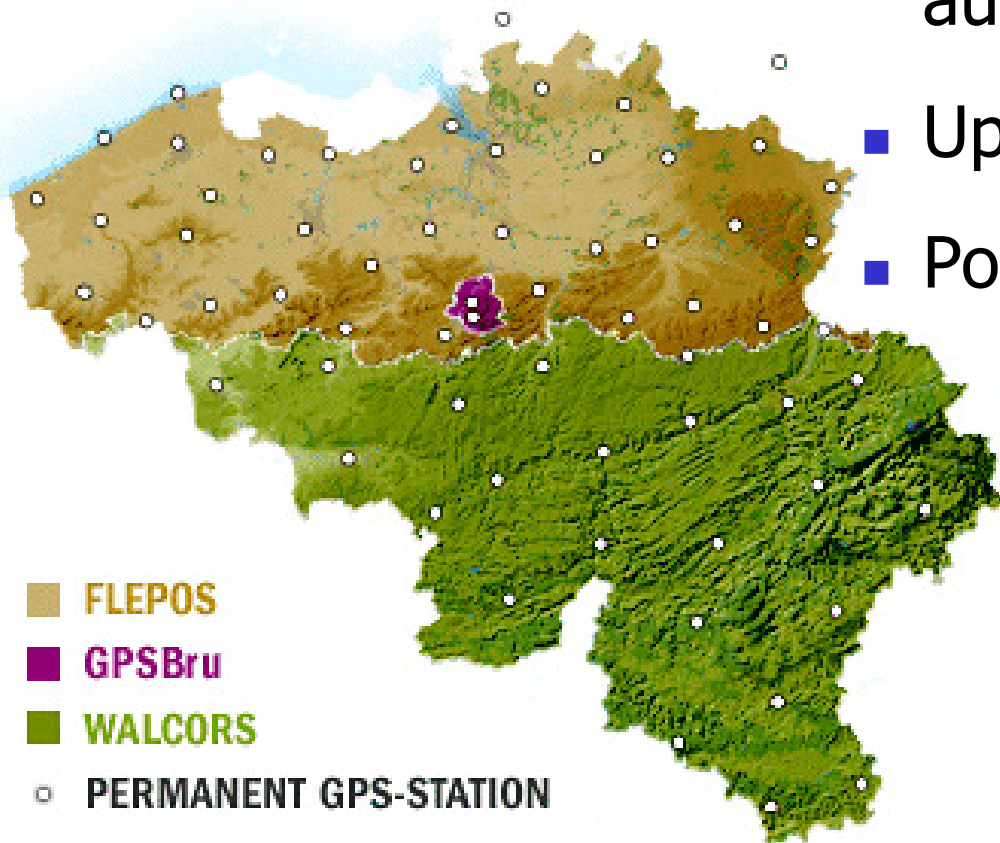 au
Up
Po
FLEPOS
GPSBru
WALCORS
PERMANENT GPS-STATION